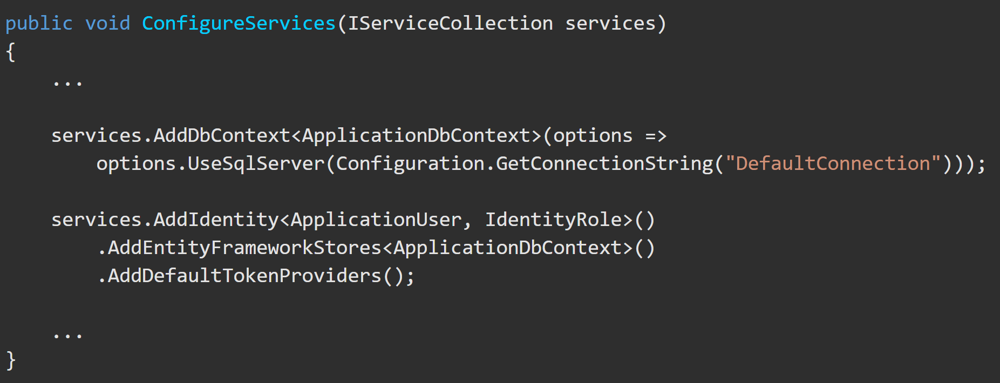 public void ConfigureServices(IServiceCollection services)
{
    ...
    services.AddDbContext<ApplicationDbContext>(options =>
        options.UseSqlServer(Configuration.GetConnectionString("DefaultConnection")));
    services.AddIdentity<ApplicationUser, IdentityRole>()
        .AddEntityFrameworkStores<ApplicationDbContext>()
        .AddDefaultTokenProviders();
    ...
}